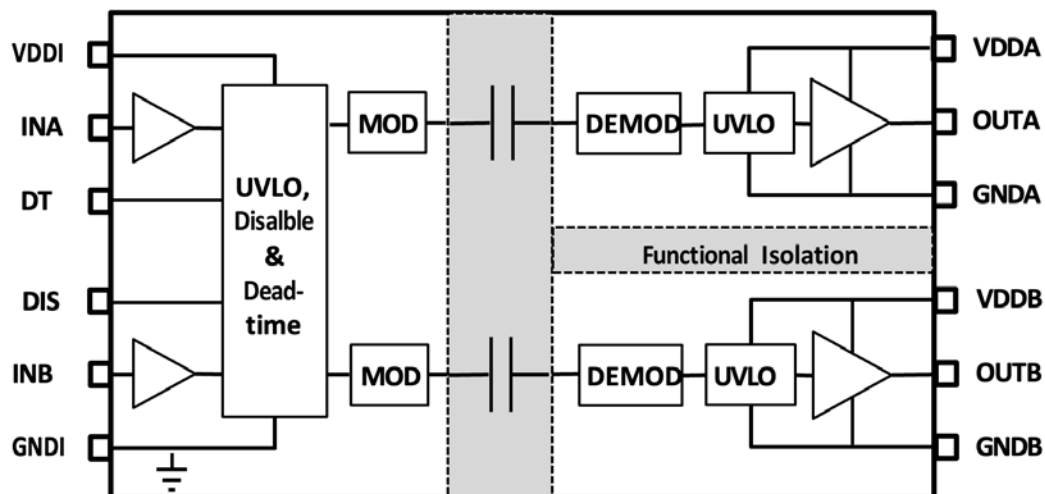 VDDI
INA
DT
DIS
INB
GNDI
UVLO,
Disalble
&
Dead-
time
MOD
MOD
DEMOD
UVLO
DEMOD
UVLO
Functional Isolation
VDDA
OUTA
GNDA
VDDB
OUTB
GNDB